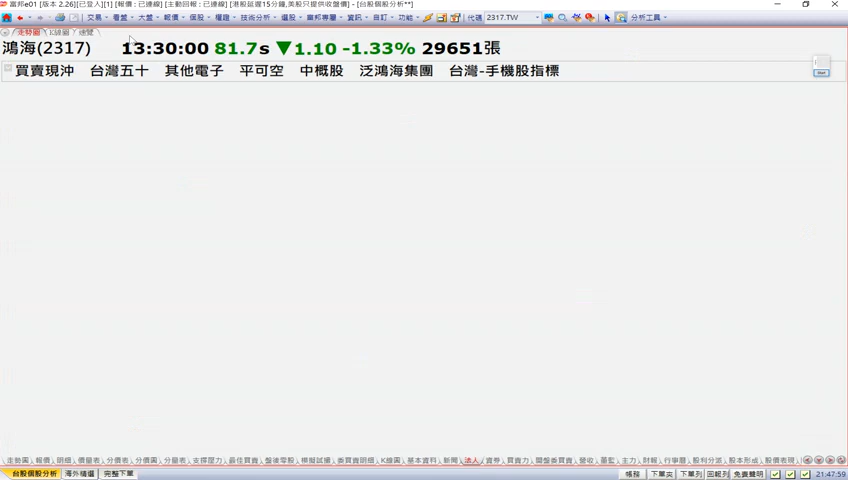 富邦e01 [版本 2.26][已登入][1] [報價：已連線] [主動回報：已連線] [港股延遲15分鐘,美股只提供收盤價] - [台股個股分析**]
交易 看盤 大盤 報價 個股 權證 技術分析 選股 富邦專屬 資訊 自訂 功能 代碼 2317.TW 分析工具
走勢圖 K線圖 總覽
鴻海(2317) 13:30:00 81.7s ▼1.10 -1.33% 29651張
買賣現沖 台灣五十 其他電子 平可空 中概股 泛鴻海集團 台灣-手機股指標
走勢圖 報價 明細 價量表 分價表 分價圖 分量表 支撐壓力 最佳買賣 盤後零股 模擬試撮 委買賣明細 K線圖 基本資料 新聞 法人 資券 買賣力 開盤委買賣 營收 董監 主力 財報 行事曆 股利分派 股本形成 股價表現
台股個股分析 海外精選 完整下單 帳務 下單夾 下單列 回報列 免責聲明 21:47:59